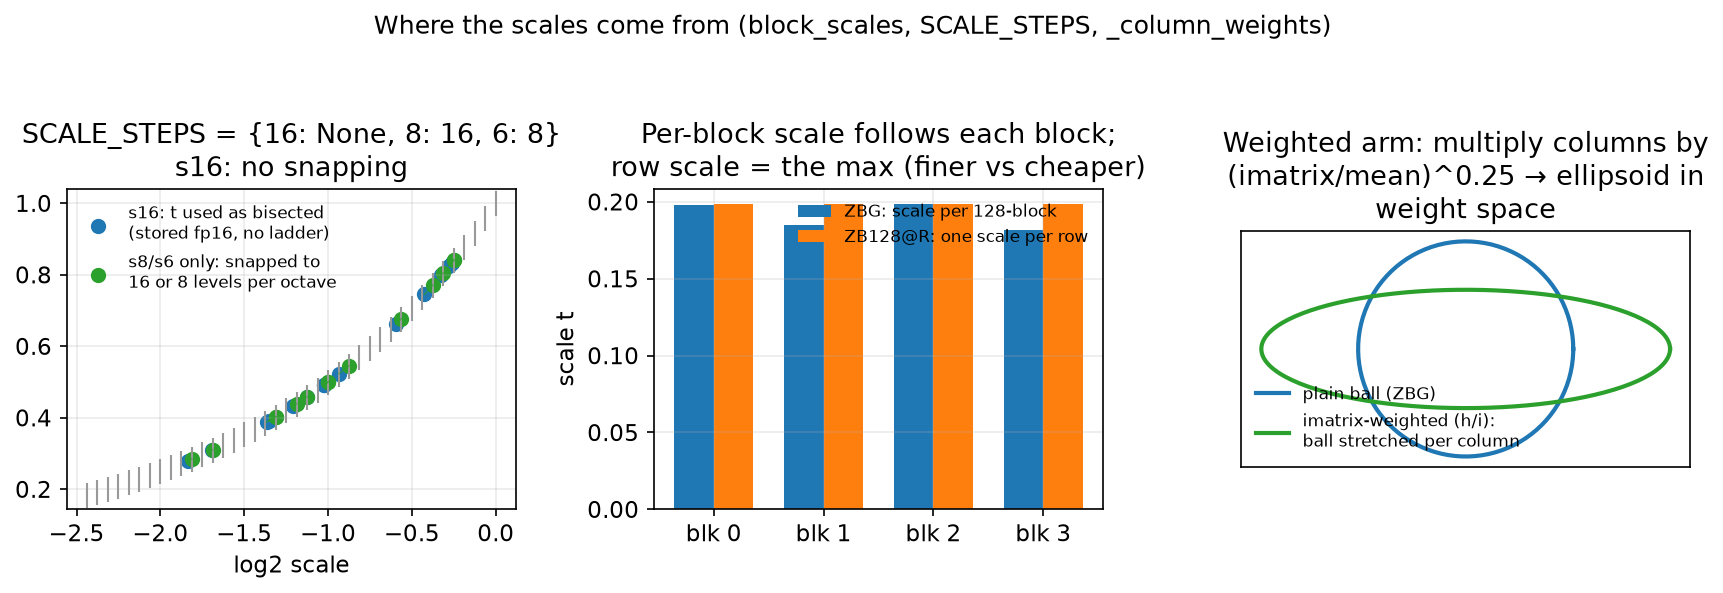 Where the scales come from (block_scales, SCALE_STEPS, _column_weights)
SCALE_STEPS = {16: None, 8: 16, 6: 8}
s16: no snapping
1.0
0.8
0.6
0.4
0.2
s16: t used as bisected
(stored fp16, no ladder)
s8/s6 only: snapped to
16 or 8 levels per octave
−2.5
−2.0
−1.5
−1.0
−0.5
0.0
log2 scale
Per-block scale follows each block;
row scale = the max (finer vs cheaper)
scale t
0.20
0.15
0.10
0.05
0.00
ZBG: scale per 128-block
ZB128@R: one scale per row
blk 0
blk 1
blk 2
blk 3
Weighted arm: multiply columns by
(imatrix/mean)^0.25 → ellipsoid in
weight space
plain ball (ZBG)
imatrix-weighted (h/i):
ball stretched per column